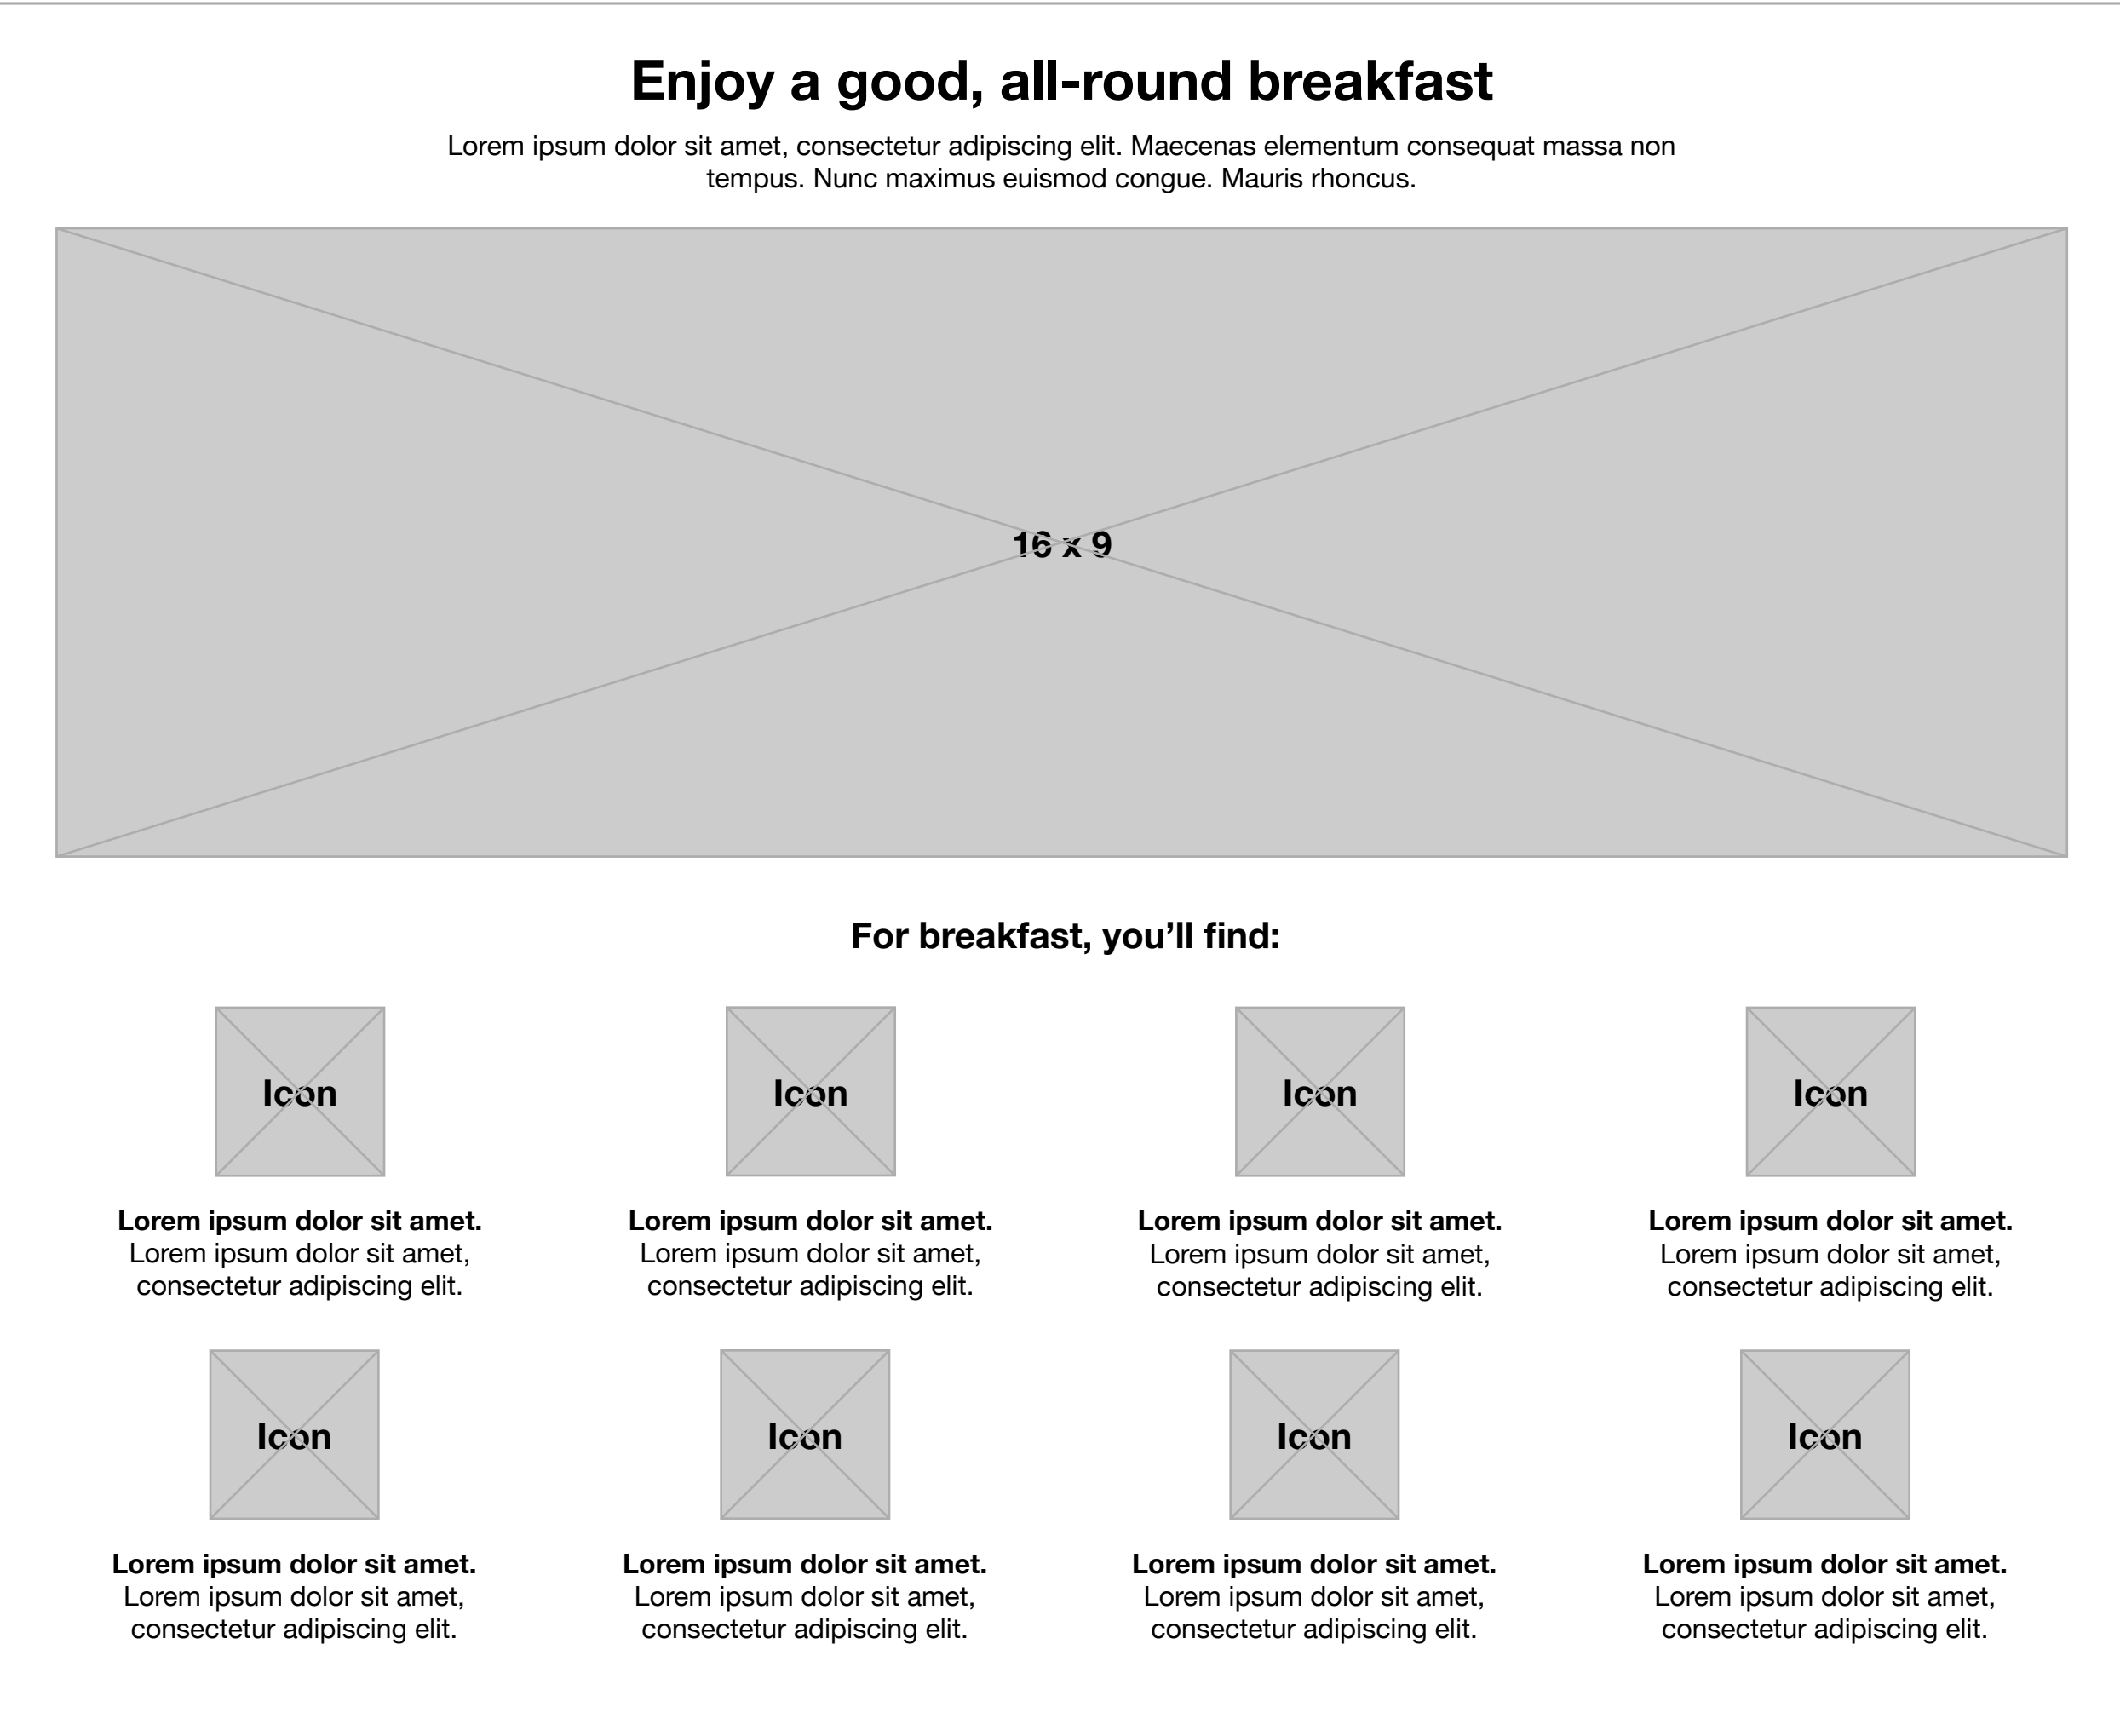 Enjoy a good, all-round breakfast
Lorem ipsum dolor sit amet, consectetur adipiscing elit. Maecenas elementum consequat massa non
tempus. Nunc maximus euismod congue. Mauris rhoncus.
16 x 9
For breakfast, you’ll find:
Icon
Lorem ipsum dolor sit amet.
Lorem ipsum dolor sit amet,
consectetur adipiscing elit.
Icon
Lorem ipsum dolor sit amet.
Lorem ipsum dolor sit amet,
consectetur adipiscing elit.
Icon
Lorem ipsum dolor sit amet.
Lorem ipsum dolor sit amet,
consectetur adipiscing elit.
Icon
Lorem ipsum dolor sit amet.
Lorem ipsum dolor sit amet,
consectetur adipiscing elit.
Icon
Lorem ipsum dolor sit amet.
Lorem ipsum dolor sit amet,
consectetur adipiscing elit.
Icon
Lorem ipsum dolor sit amet.
Lorem ipsum dolor sit amet,
consectetur adipiscing elit.
Icon
Lorem ipsum dolor sit amet.
Lorem ipsum dolor sit amet,
consectetur adipiscing elit.
Icon
Lorem ipsum dolor sit amet.
Lorem ipsum dolor sit amet,
consectetur adipiscing elit.